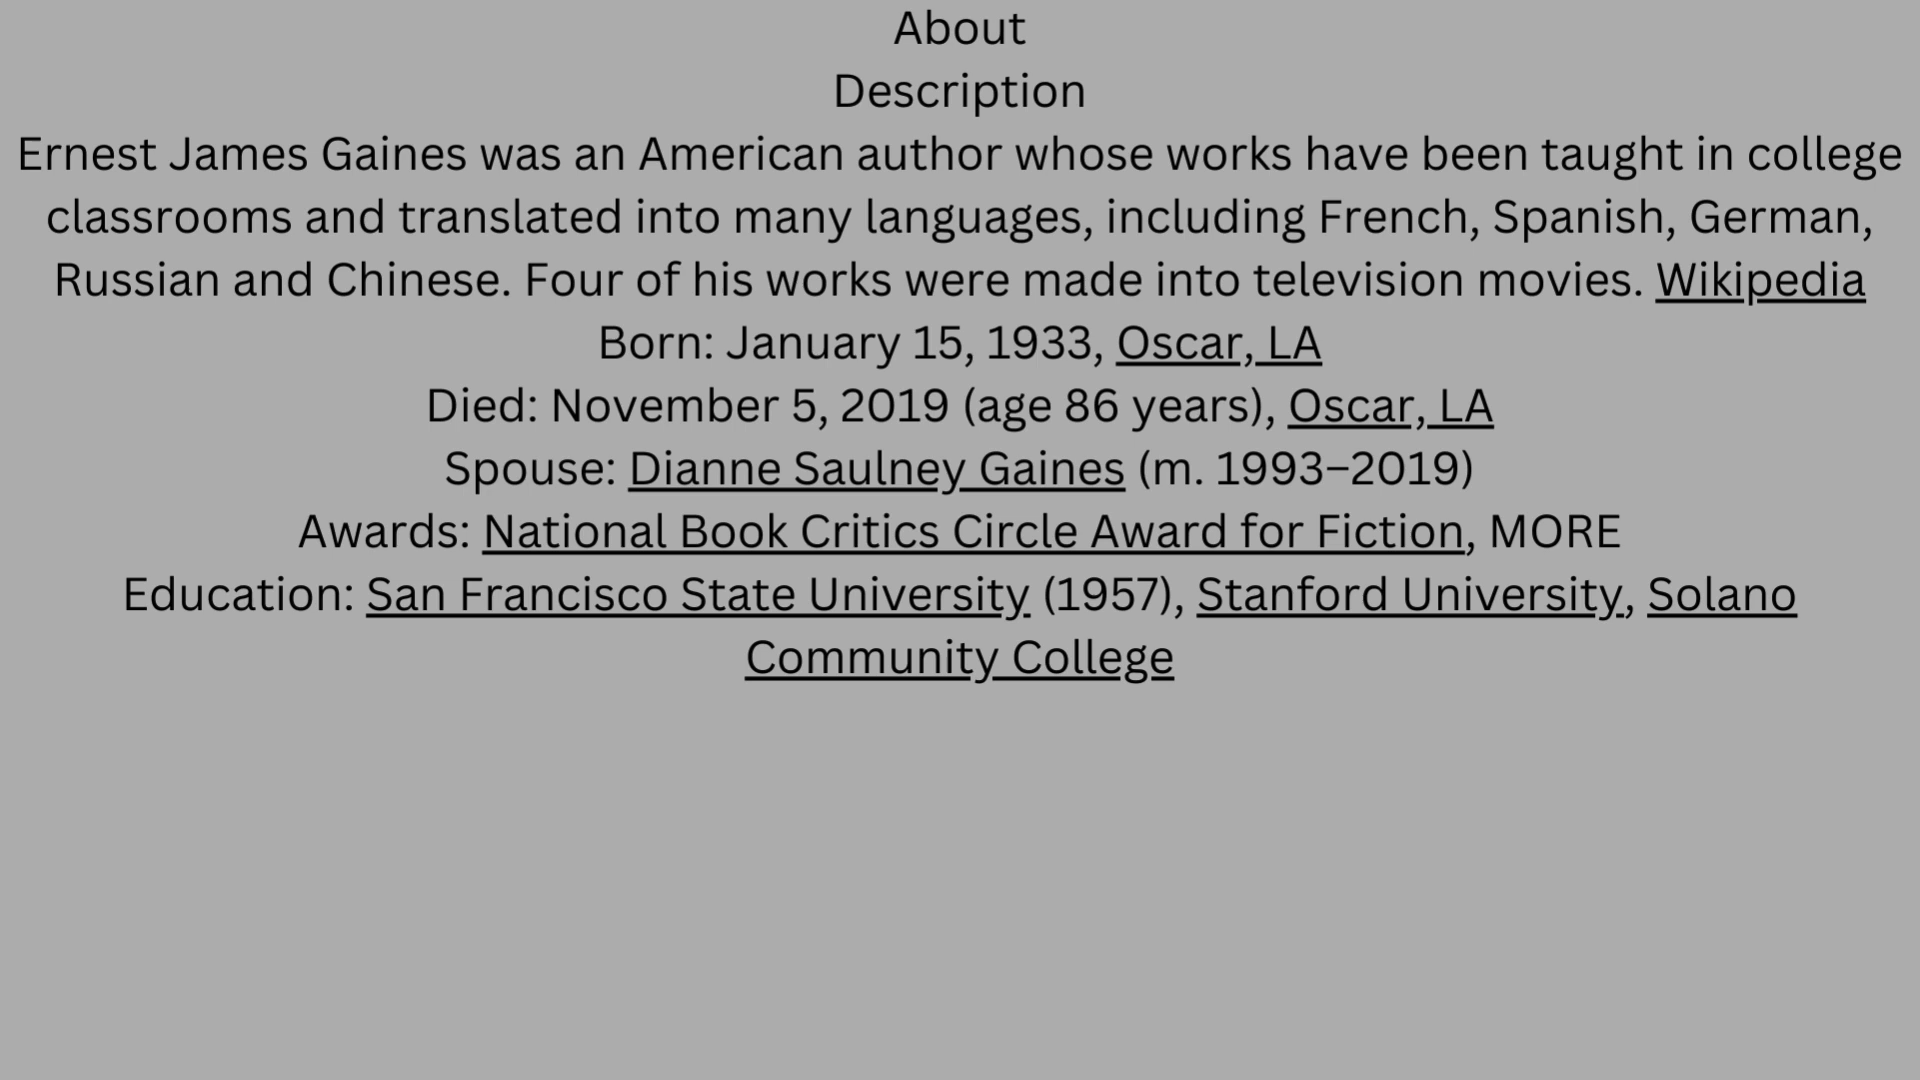 About
Description
Ernest James Gaines was an American author whose works have been taught in college
classrooms and translated into many languages, including French, Spanish, German,
Russian and Chinese. Four of his works were made into television movies. Wikipedia
Born: January 15, 1933, Oscar, LA
Died: November 5, 2019 (age 86 years), Oscar, LA
Spouse: Dianne Saulney Gaines (m. 1993–2019)
Awards: National Book Critics Circle Award for Fiction, MORE
Education: San Francisco State University (1957), Stanford University, Solano
Community College